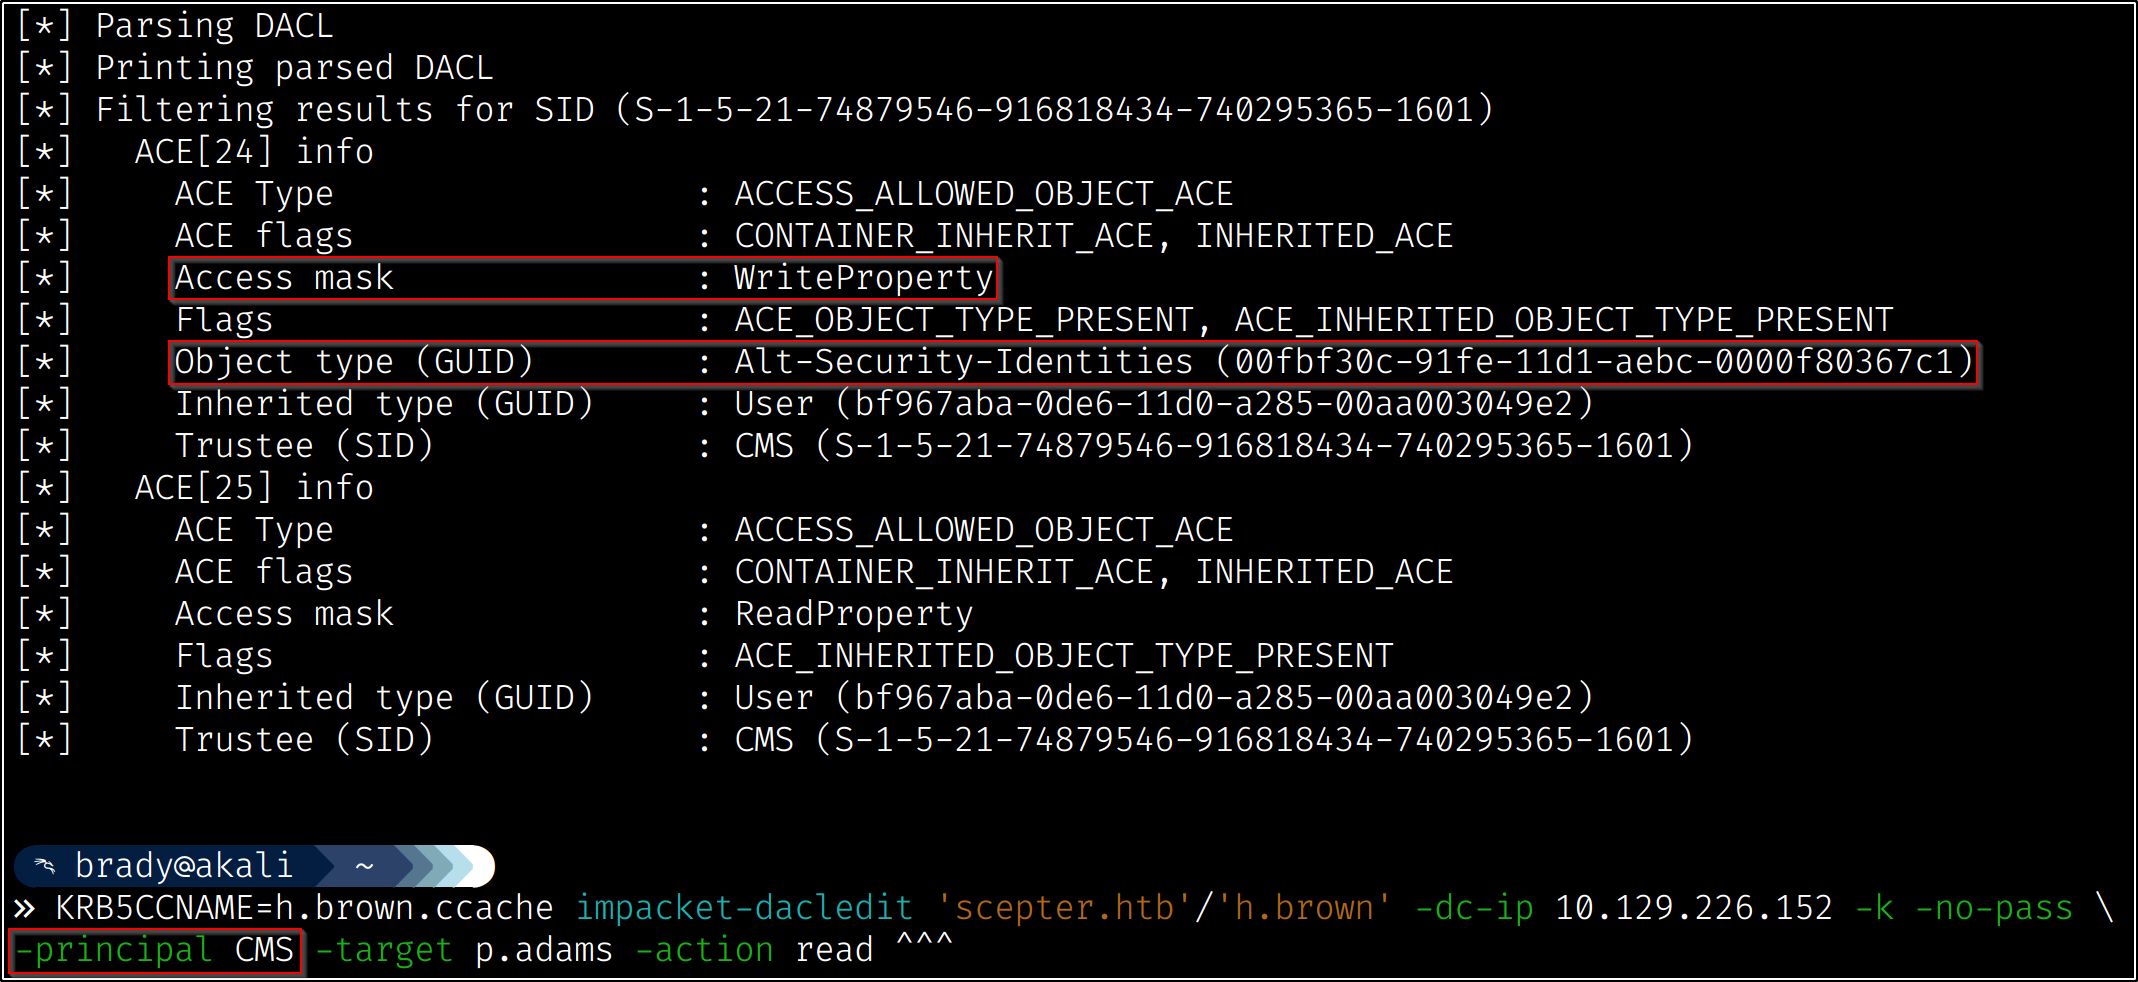 [*] Parsing DACL
[*] Printing parsed DACL
[*] Filtering results for SID (S-1-5-21-74879546-916818434-740295365-1601)
[*]   ACE[24] info
[*]     ACE Type                  : ACCESS_ALLOWED_OBJECT_ACE
[*]     ACE flags                 : CONTAINER_INHERIT_ACE, INHERITED_ACE
[*]     Access mask               : WriteProperty
[*]     Flags                     : ACE_OBJECT_TYPE_PRESENT, ACE_INHERITED_OBJECT_TYPE_PRESENT
[*]     Object type (GUID)        : Alt-Security-Identities (00fbf30c-91fe-11d1-aebc-0000f80367c1)
[*]     Inherited type (GUID)     : User (bf967aba-0de6-11d0-a285-00aa003049e2)
[*]     Trustee (SID)             : CMS (S-1-5-21-74879546-916818434-740295365-1601)
[*]   ACE[25] info
[*]     ACE Type                  : ACCESS_ALLOWED_OBJECT_ACE
[*]     ACE flags                 : CONTAINER_INHERIT_ACE, INHERITED_ACE
[*]     Access mask               : ReadProperty
[*]     Flags                     : ACE_INHERITED_OBJECT_TYPE_PRESENT
[*]     Inherited type (GUID)     : User (bf967aba-0de6-11d0-a285-00aa003049e2)
[*]     Trustee (SID)             : CMS (S-1-5-21-74879546-916818434-740295365-1601)
brady@akali ~
» KRB5CCNAME=h.brown.ccache impacket-dacledit 'scepter.htb'/'h.brown' -dc-ip 10.129.226.152 -k -no-pass \
-principal CMS -target p.adams -action read ^^^